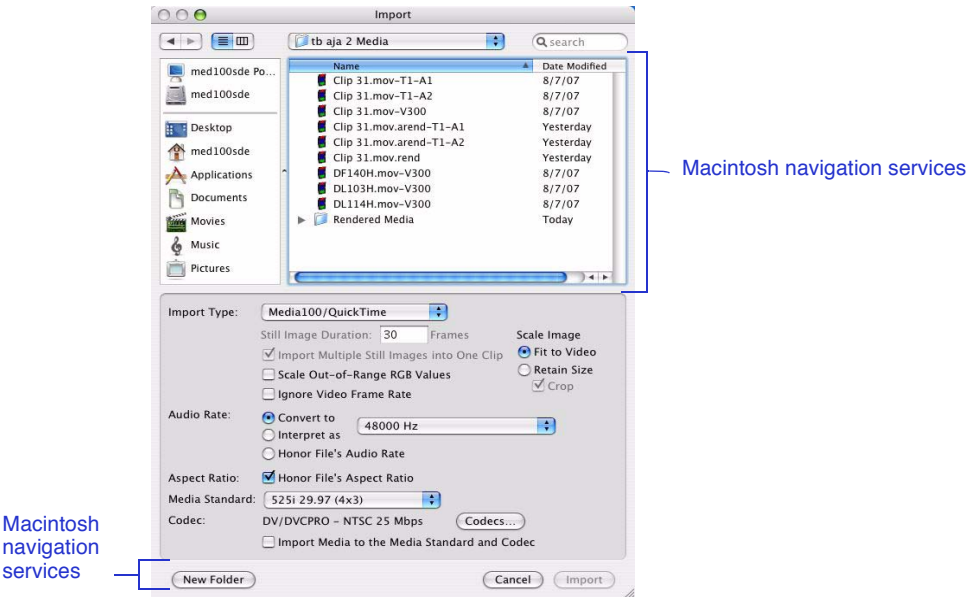 Import
tb aja 2 Media
search
med100sde Po...
med100sde
Desktop
med100sde
Applications
Documents
Movies
Music
Pictures
Name Date Modified
Clip 31.mov-T1-A1 8/7/07
Clip 31.mov-T1-A2 8/7/07
Clip 31.mov-V300 8/7/07
Clip 31.mov.arend-T1-A1 Yesterday
Clip 31.mov.arend-T1-A2 Yesterday
Clip 31.mov.rend Yesterday
DF140H.mov-V300 8/7/07
DL103H.mov-V300 8/7/07
DL114H.mov-V300 8/7/07
Rendered Media Today
Macintosh navigation services
Import Type: Media100/QuickTime
Still Image Duration: 30 Frames
Import Multiple Still Images into One Clip
Scale Out-of-Range RGB Values
Ignore Video Frame Rate
Scale Image
Fit to Video
Retain Size
Crop
Audio Rate: Convert to 48000 Hz
Interpret as
Honor File's Audio Rate
Aspect Ratio: Honor File's Aspect Ratio
Media Standard: 525i 29.97 (4x3)
Codec: DV/DVCPRO - NTSC 25 Mbps Codecs...
Import Media to the Media Standard and Codec
Macintosh
navigation
services
New Folder Cancel Import